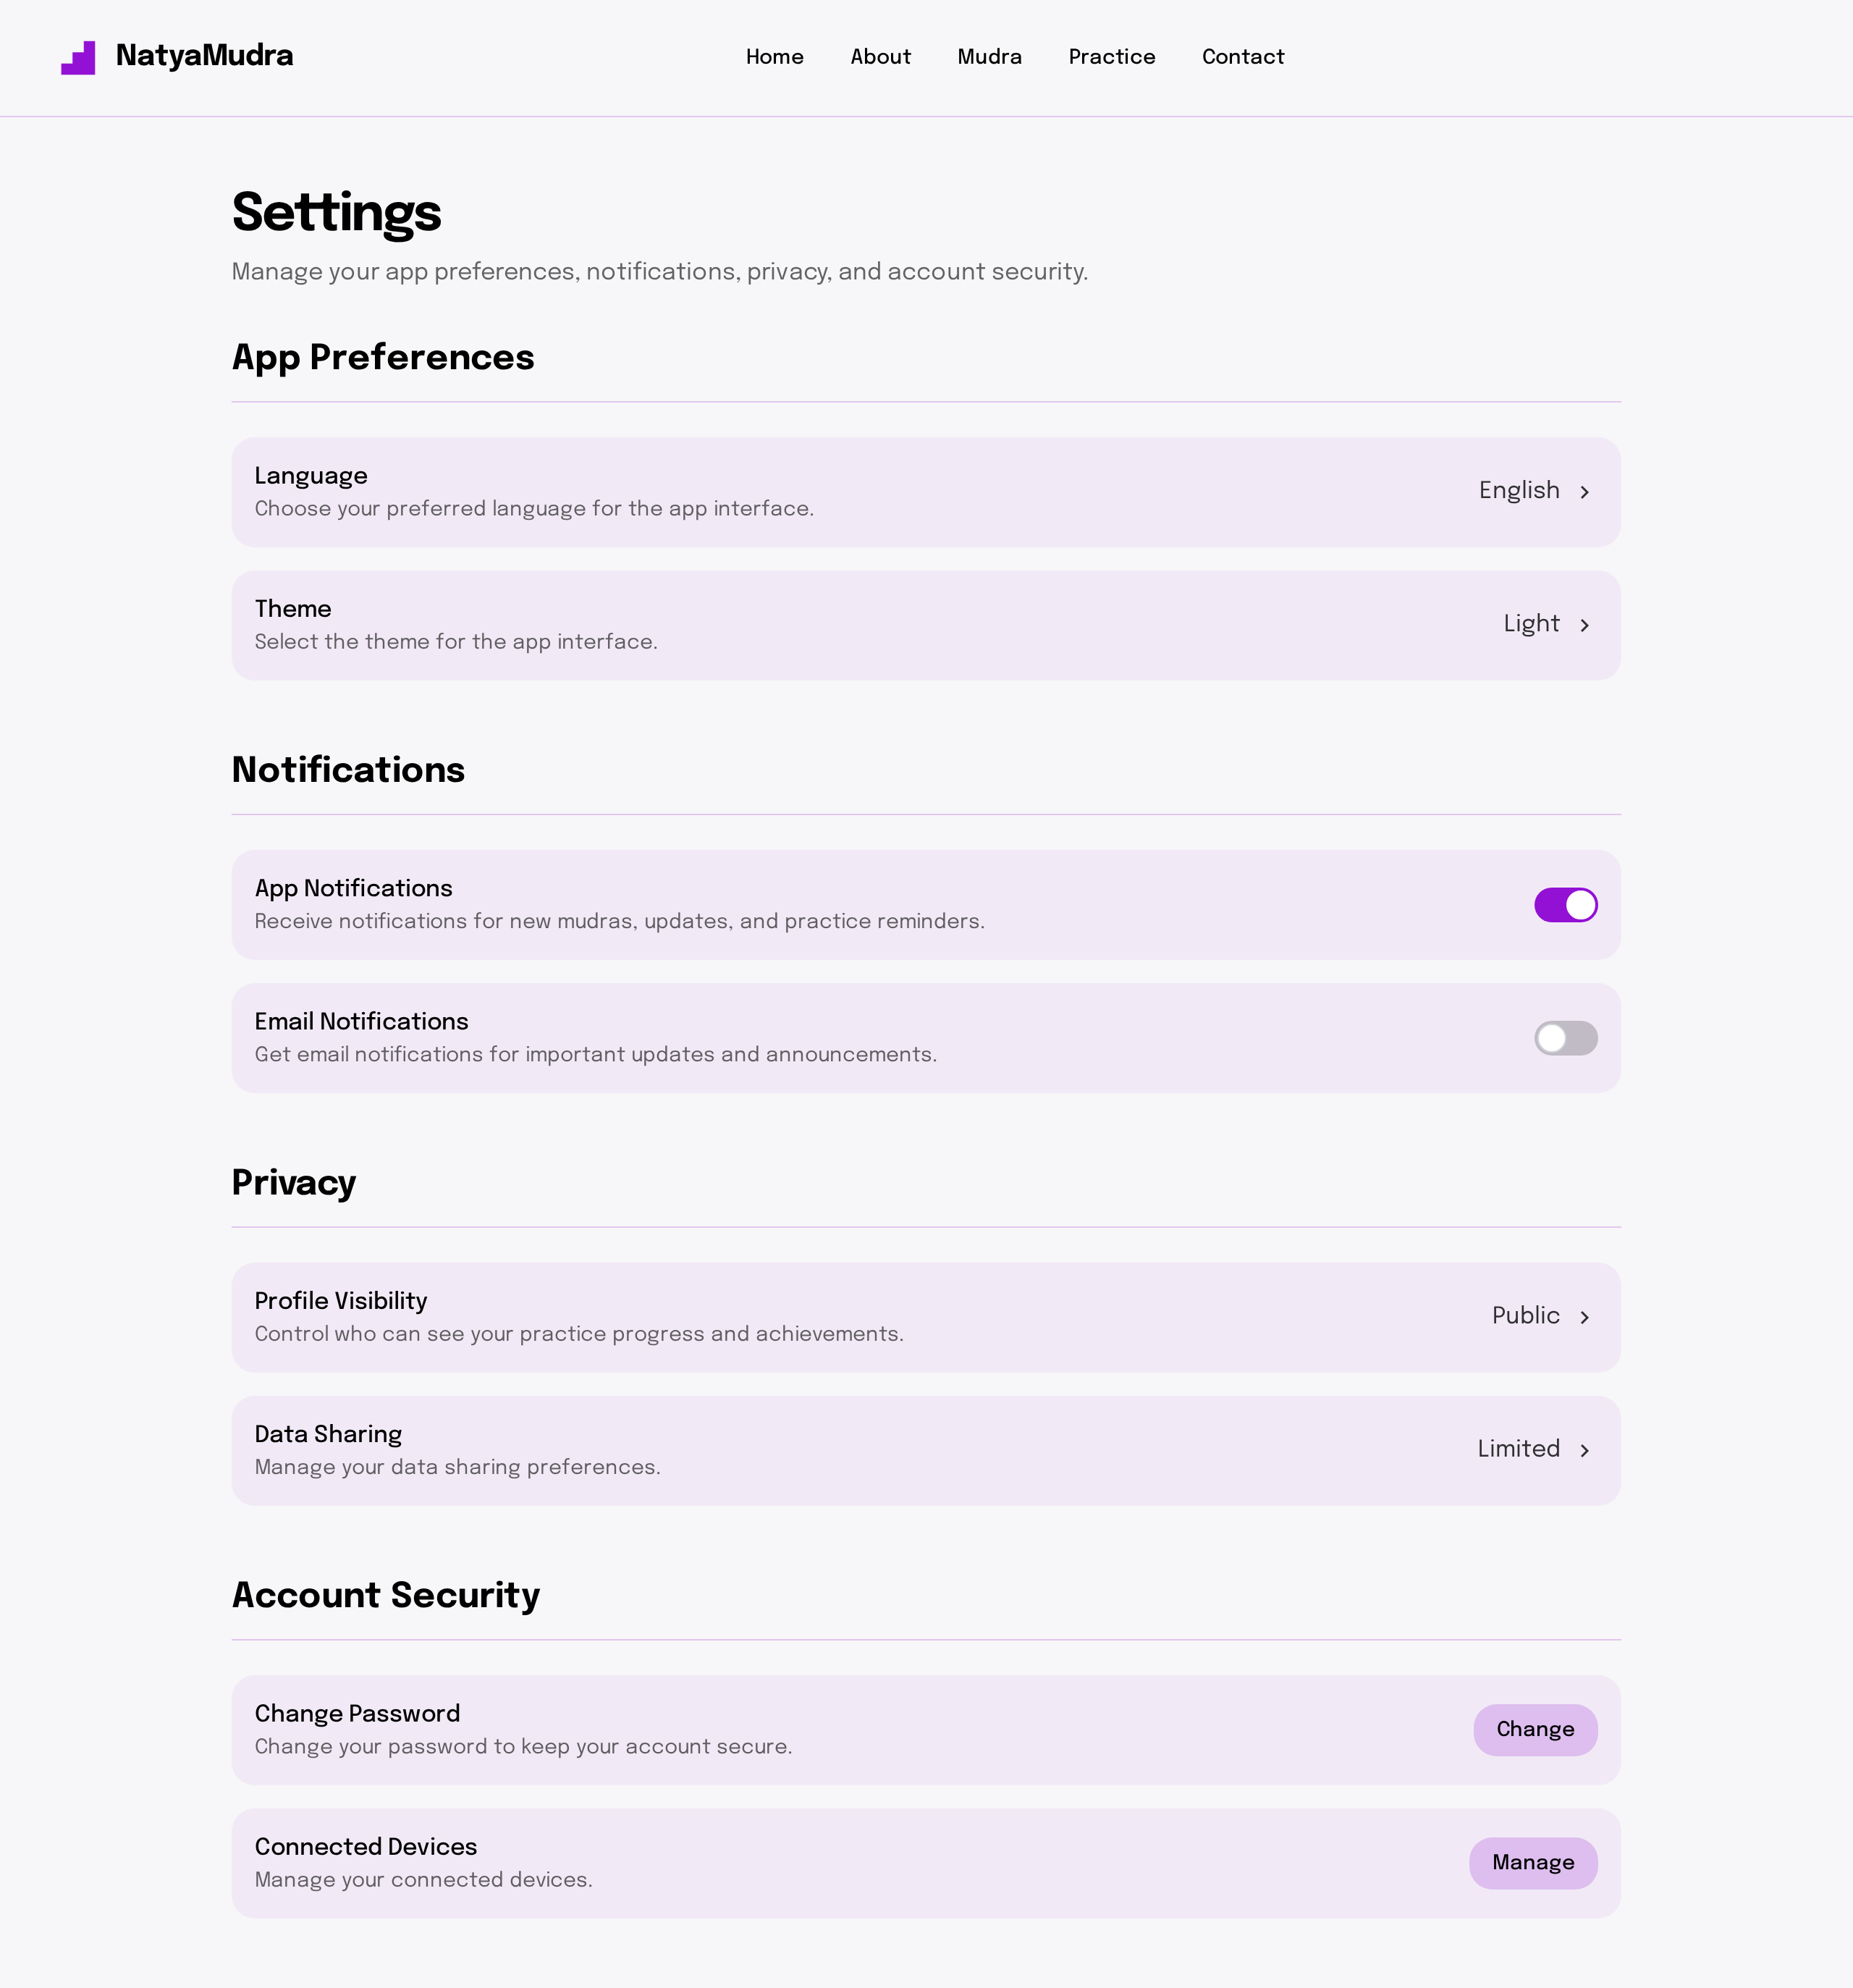 NatyaMudra
Home About Mudra Practice Contact
Settings
Manage your app preferences, notifications, privacy, and account security.
App Preferences
Language
Choose your preferred language for the app interface.
English
Theme
Select the theme for the app interface.
Light
Notifications
App Notifications
Receive notifications for new mudras, updates, and practice reminders.
Email Notifications
Get email notifications for important updates and announcements.
Privacy
Profile Visibility
Control who can see your practice progress and achievements.
Public
Data Sharing
Manage your data sharing preferences.
Limited
Account Security
Change Password
Change your password to keep your account secure.
Change
Connected Devices
Manage your connected devices.
Manage